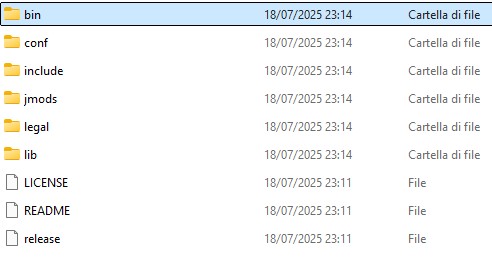 bin 18/07/2025 23:14 Cartella di file
conf 18/07/2025 23:14 Cartella di file
include 18/07/2025 23:14 Cartella di file
jmods 18/07/2025 23:14 Cartella di file
legal 18/07/2025 23:14 Cartella di file
lib 18/07/2025 23:14 Cartella di file
LICENSE 18/07/2025 23:11 File
README 18/07/2025 23:11 File
release 18/07/2025 23:11 File